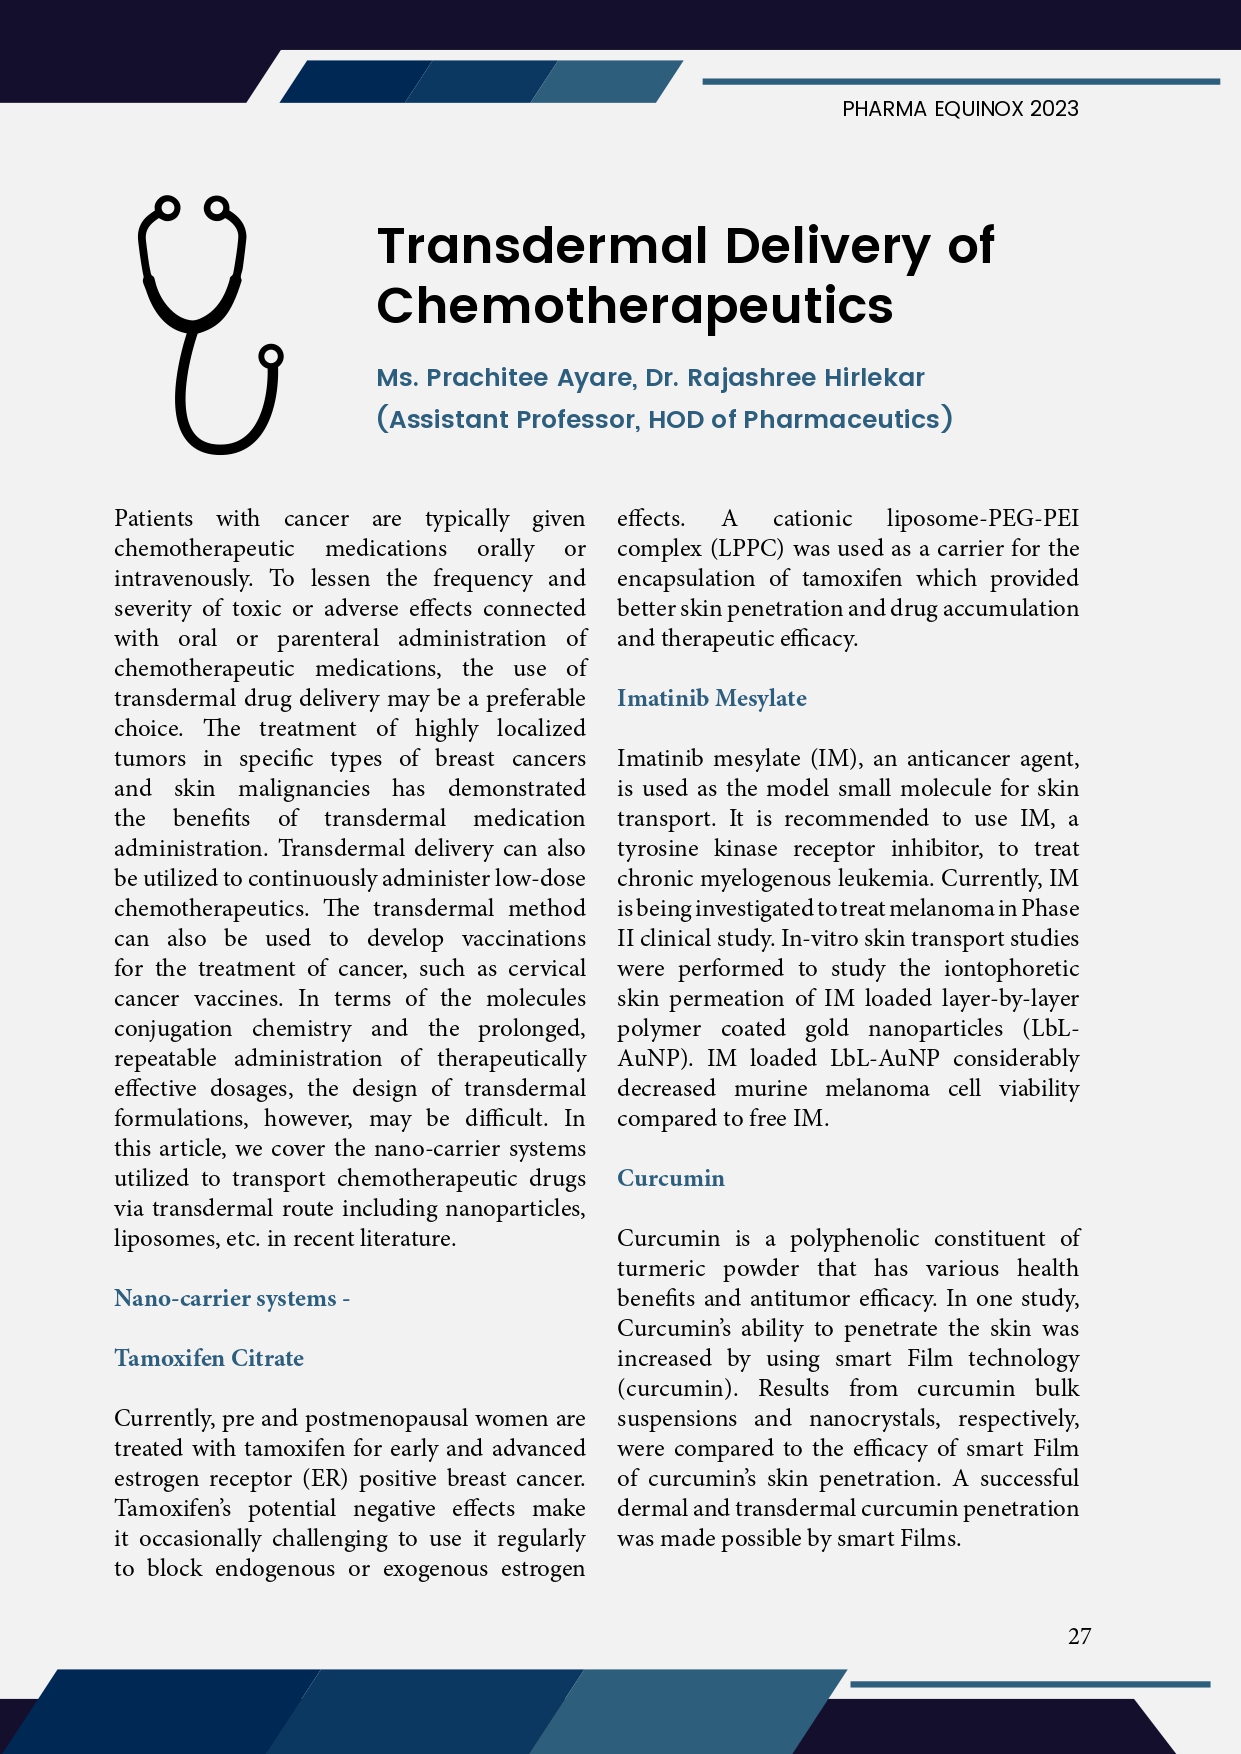 PHARMA EQUINOX 2023
Transdermal Delivery of
Chemotherapeutics
Ms. Prachitee Ayare, Dr. Rajashree Hirlekar
(Assistant Professor, HOD of Pharmaceutics)
Patients with cancer are typically given
chemotherapeutic medications orally or
intravenously. To lessen the frequency and
severity of toxic or adverse effects connected
with oral or parenteral administration of
chemotherapeutic medications, the use of
transdermal drug delivery may be a preferable
choice. The treatment of highly localized
tumors in specific types of breast cancers
and skin malignancies has demonstrated
the benefits of transdermal medication
administration. Transdermal delivery can also
be utilized to continuously administer low-dose
chemotherapeutics. The transdermal method
can also be used to develop vaccinations
for the treatment of cancer, such as cervical
cancer vaccines. In terms of the molecules
conjugation chemistry and the prolonged,
repeatable administration of therapeutically
effective dosages, the design of transdermal
formulations, however, may be difficult. In
this article, we cover the nano-carrier systems
utilized to transport chemotherapeutic drugs
via transdermal route including nanoparticles,
liposomes, etc. in recent literature.
Nano-carrier systems -
Tamoxifen Citrate
Currently, pre and postmenopausal women are
treated with tamoxifen for early and advanced
estrogen receptor (ER) positive breast cancer.
Tamoxifen's potential negative effects make
it occasionally challenging to use it regularly
to block endogenous or exogenous estrogen
effects. A cationic liposome-PEG-PEI
complex (LPPC) was used as a carrier for the
encapsulation of tamoxifen which provided
better skin penetration and drug accumulation
and therapeutic efficacy.
Imatinib Mesylate
Imatinib mesylate (IM), an anticancer agent,
is used as the model small molecule for skin
transport. It is recommended to use IM, a
tyrosine kinase receptor inhibitor, to treat
chronic myelogenous leukemia. Currently, IM
is being investigated to treat melanoma in Phase
II clinical study. In-vitro skin transport studies
were performed to study the iontophoretic
skin permeation of IM loaded layer-by-layer
polymer coated gold nanoparticles (LbL-
AuNP). IM loaded LbL-AuNP considerably
decreased murine melanoma cell viability
compared to free IM.
Curcumin
Curcumin is a polyphenolic constituent of
turmeric powder that has various health
benefits and antitumor efficacy. In one study,
Curcumin's ability to penetrate the skin was
increased by using smart Film technology
(curcumin). Results from curcumin bulk
suspensions and nanocrystals, respectively,
were compared to the efficacy of smart Film
of curcumin's skin penetration. A successful
dermal and transdermal curcumin penetration
was made possible by smart Films.
27